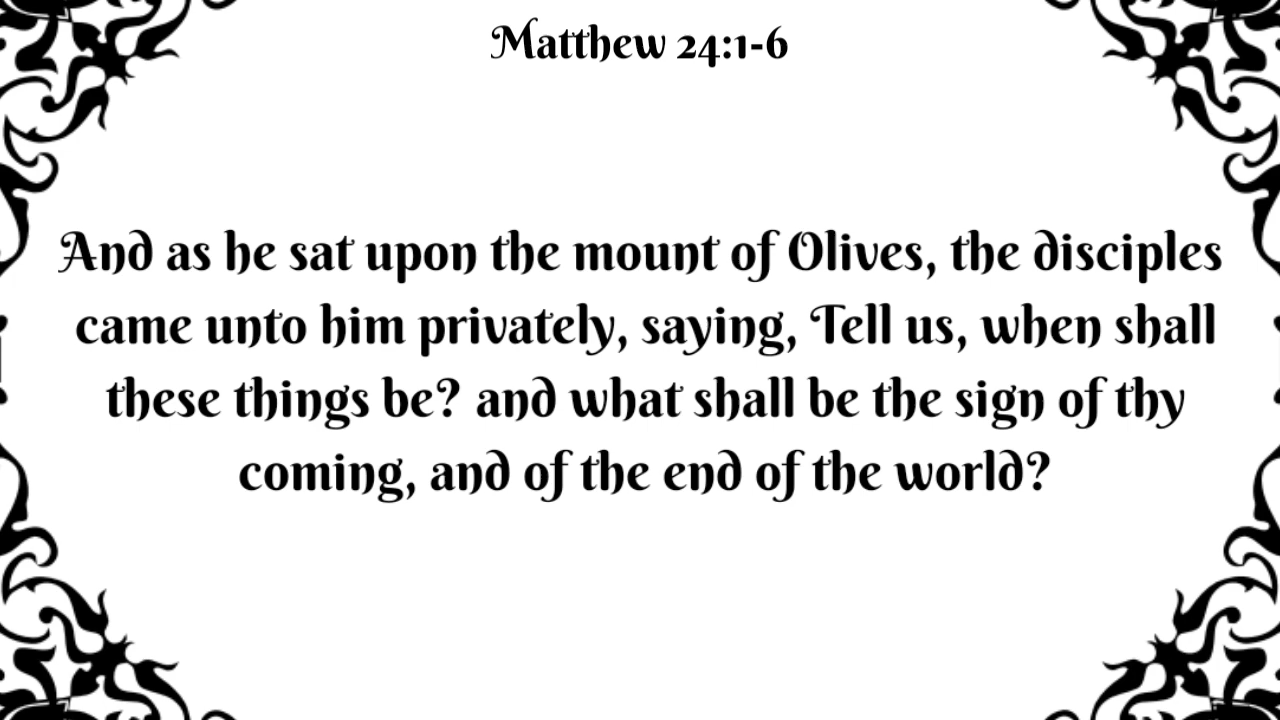 Matthew 24:1-6
And as he sat upon the mount of Olives, the disciples
came unto him privately, saying, Tell us, when shall
these things be? and what shall be the sign of thy
coming, and of the end of the world?